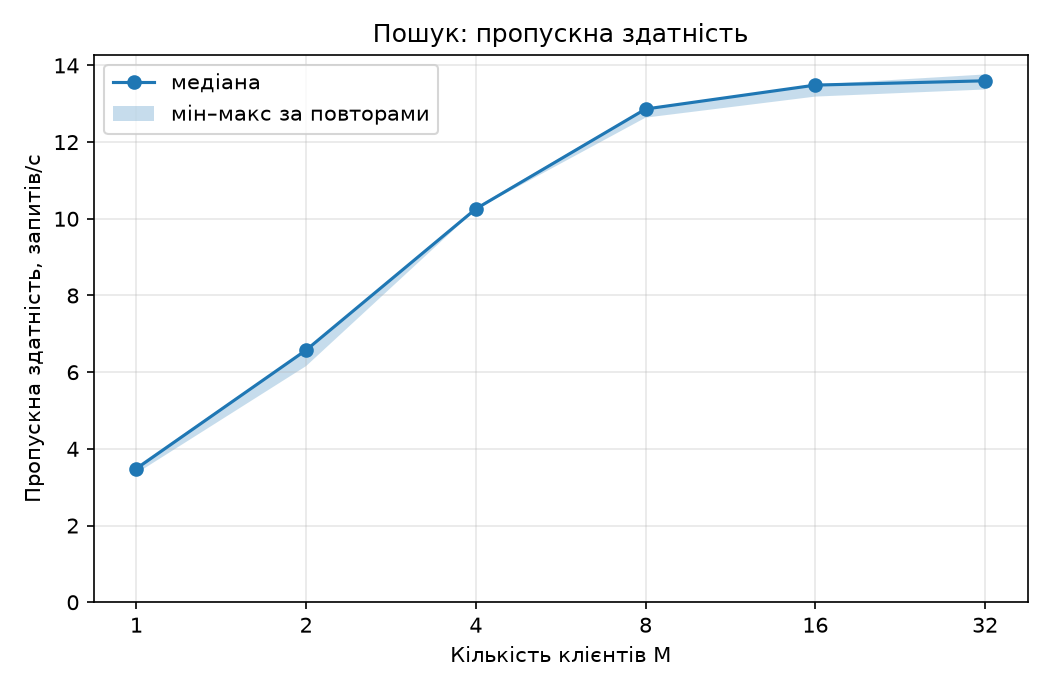 Пошук: пропускна здатність
медіана
мін–макс за повторами
Пропускна здатність, запитів/с
14
12
10
8
6
4
2
0
1 2 4 8 16 32
Кількість клієнтів M